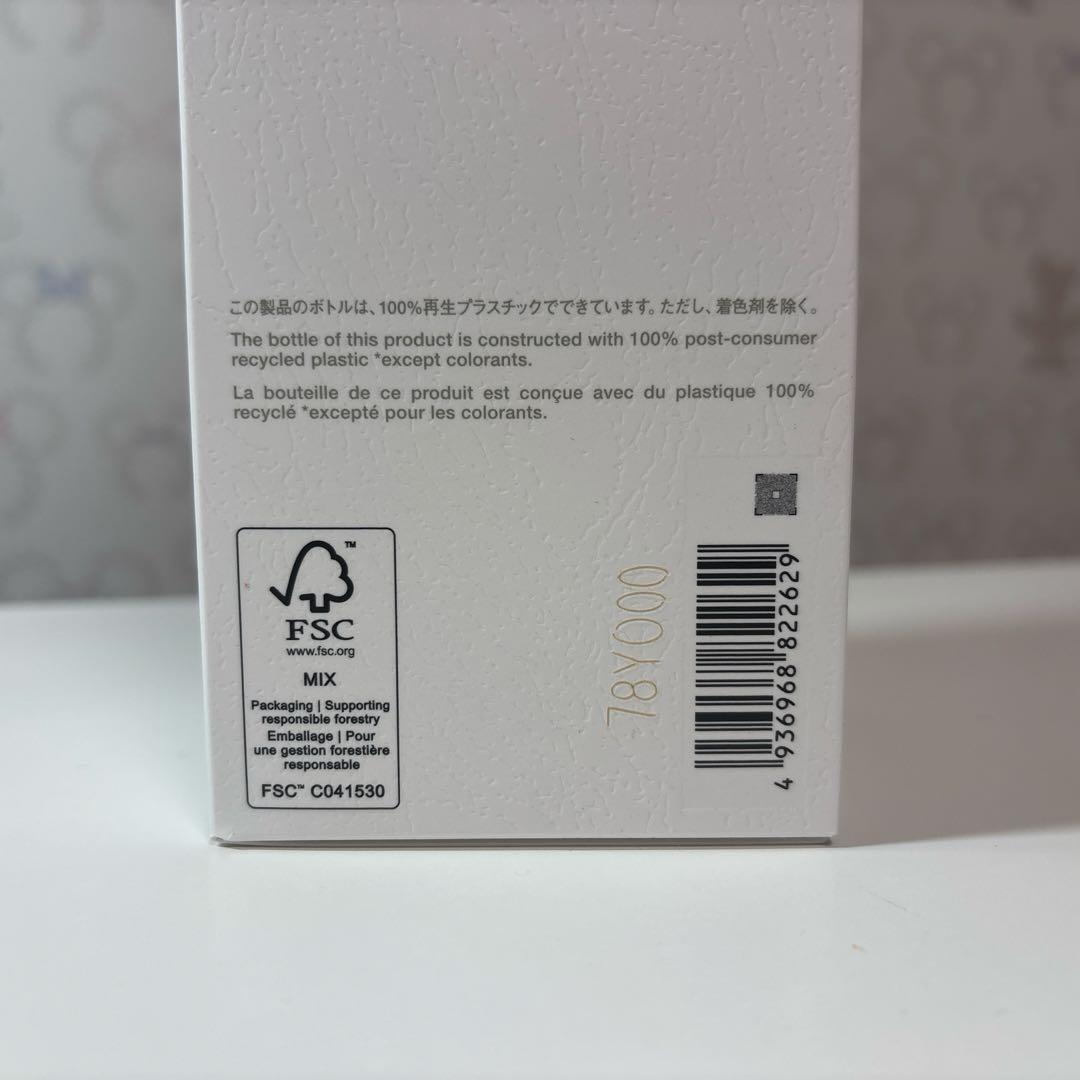 この製品のボトルは、100%再生プラスチックでできています。ただし、着色剤を除く。
The bottle of this product is constructed with 100% post-consumer
recycled plastic *except colorants.
La bouteille de ce produit est conçue avec du plastique 100%
recyclé *excepté pour les colorants.
™
FSC
www.fsc.org
MIX
Packaging | Supporting
responsible forestry
Emballage | Pour
une gestion forestière
responsable
FSC™ C041530
78Y000
4 936968 822629